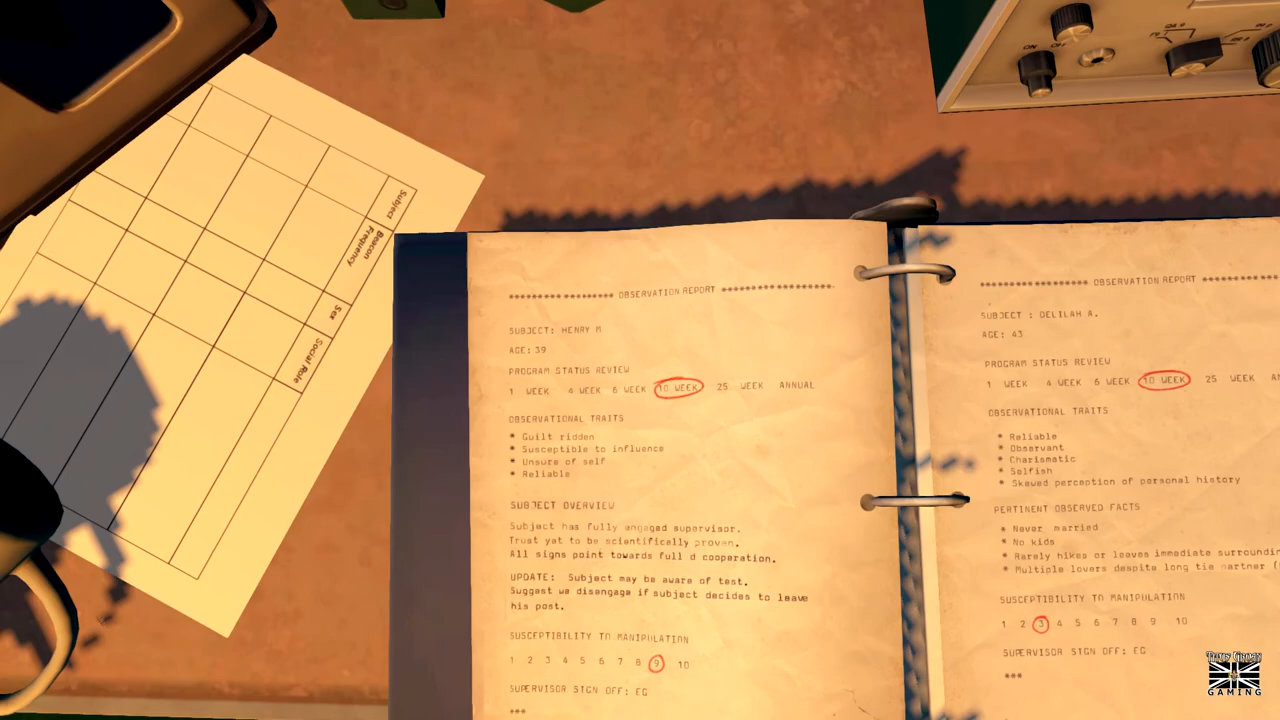 Subject
Beacon
Frequency
Sex
Social Role
ON OFF
****************** OBSERVATION REPORT *******************
SUBJECT: HENRY M
AGE: 39
PROGRAM STATUS REVIEW
1 WEEK 4 WEEK 6 WEEK 10 WEEK 25 WEEK ANNUAL
OBSERVATIONAL TRAITS
* Guilt ridden
* Susceptible to influence
* Unsure of self
* Reliable
SUBJECT OVERVIEW
Subject has fully engaged supervisor.
Trust yet to be scientifically proven.
All signs point towards full d cooperation.
UPDATE: Subject may be aware of test.
Suggest we disengage if subject decides to leave
his post.
SUSCEPTIBILITY TO MANIPULATION
1 2 3 4 5 6 7 8 9 10
SUPERVISOR SIGN OFF: EG
***
****************** OBSERVATION REPORT *************
SUBJECT : DELILAH A.
AGE: 43
PROGRAM STATUS REVIEW
1 WEEK 4 WEEK 6 WEEK 10 WEEK 25 WEEK
OBSERVATIONAL TRAITS
* Reliable
* Observant
* Charismatic
* Selfish
* Skewed perception of personal history
PERTINENT OBSERVED FACTS
* Never married
* No kids
* Rarely hikes or leaves immediate surroundin
* Multiple lovers despite long tie partner (
SUSCEPTIBILITY TO MANIPULATION
1 2 3 4 5 6 7 8 9 10
SUPERVISOR SIGN OFF: EG
***
GAMING